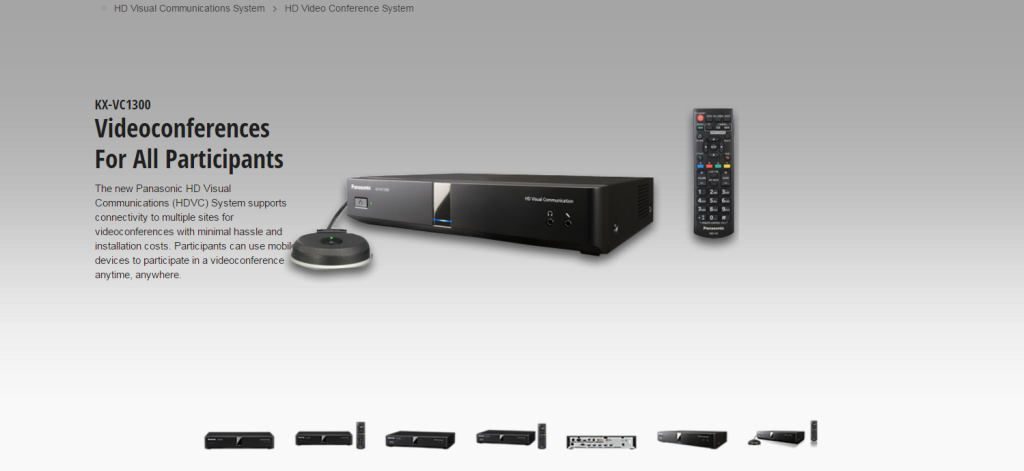 HD Visual Communications System > HD Video Conference System
KX-VC1300
Videoconferences
For All Participants
The new Panasonic HD Visual
Communications (HDVC) System supports
connectivity to multiple sites for
videoconferences with minimal hassle and
installation costs. Participants can use mobile
devices to participate in a videoconference
anytime, anywhere.
Panasonic
HD Visual Communication
Panasonic